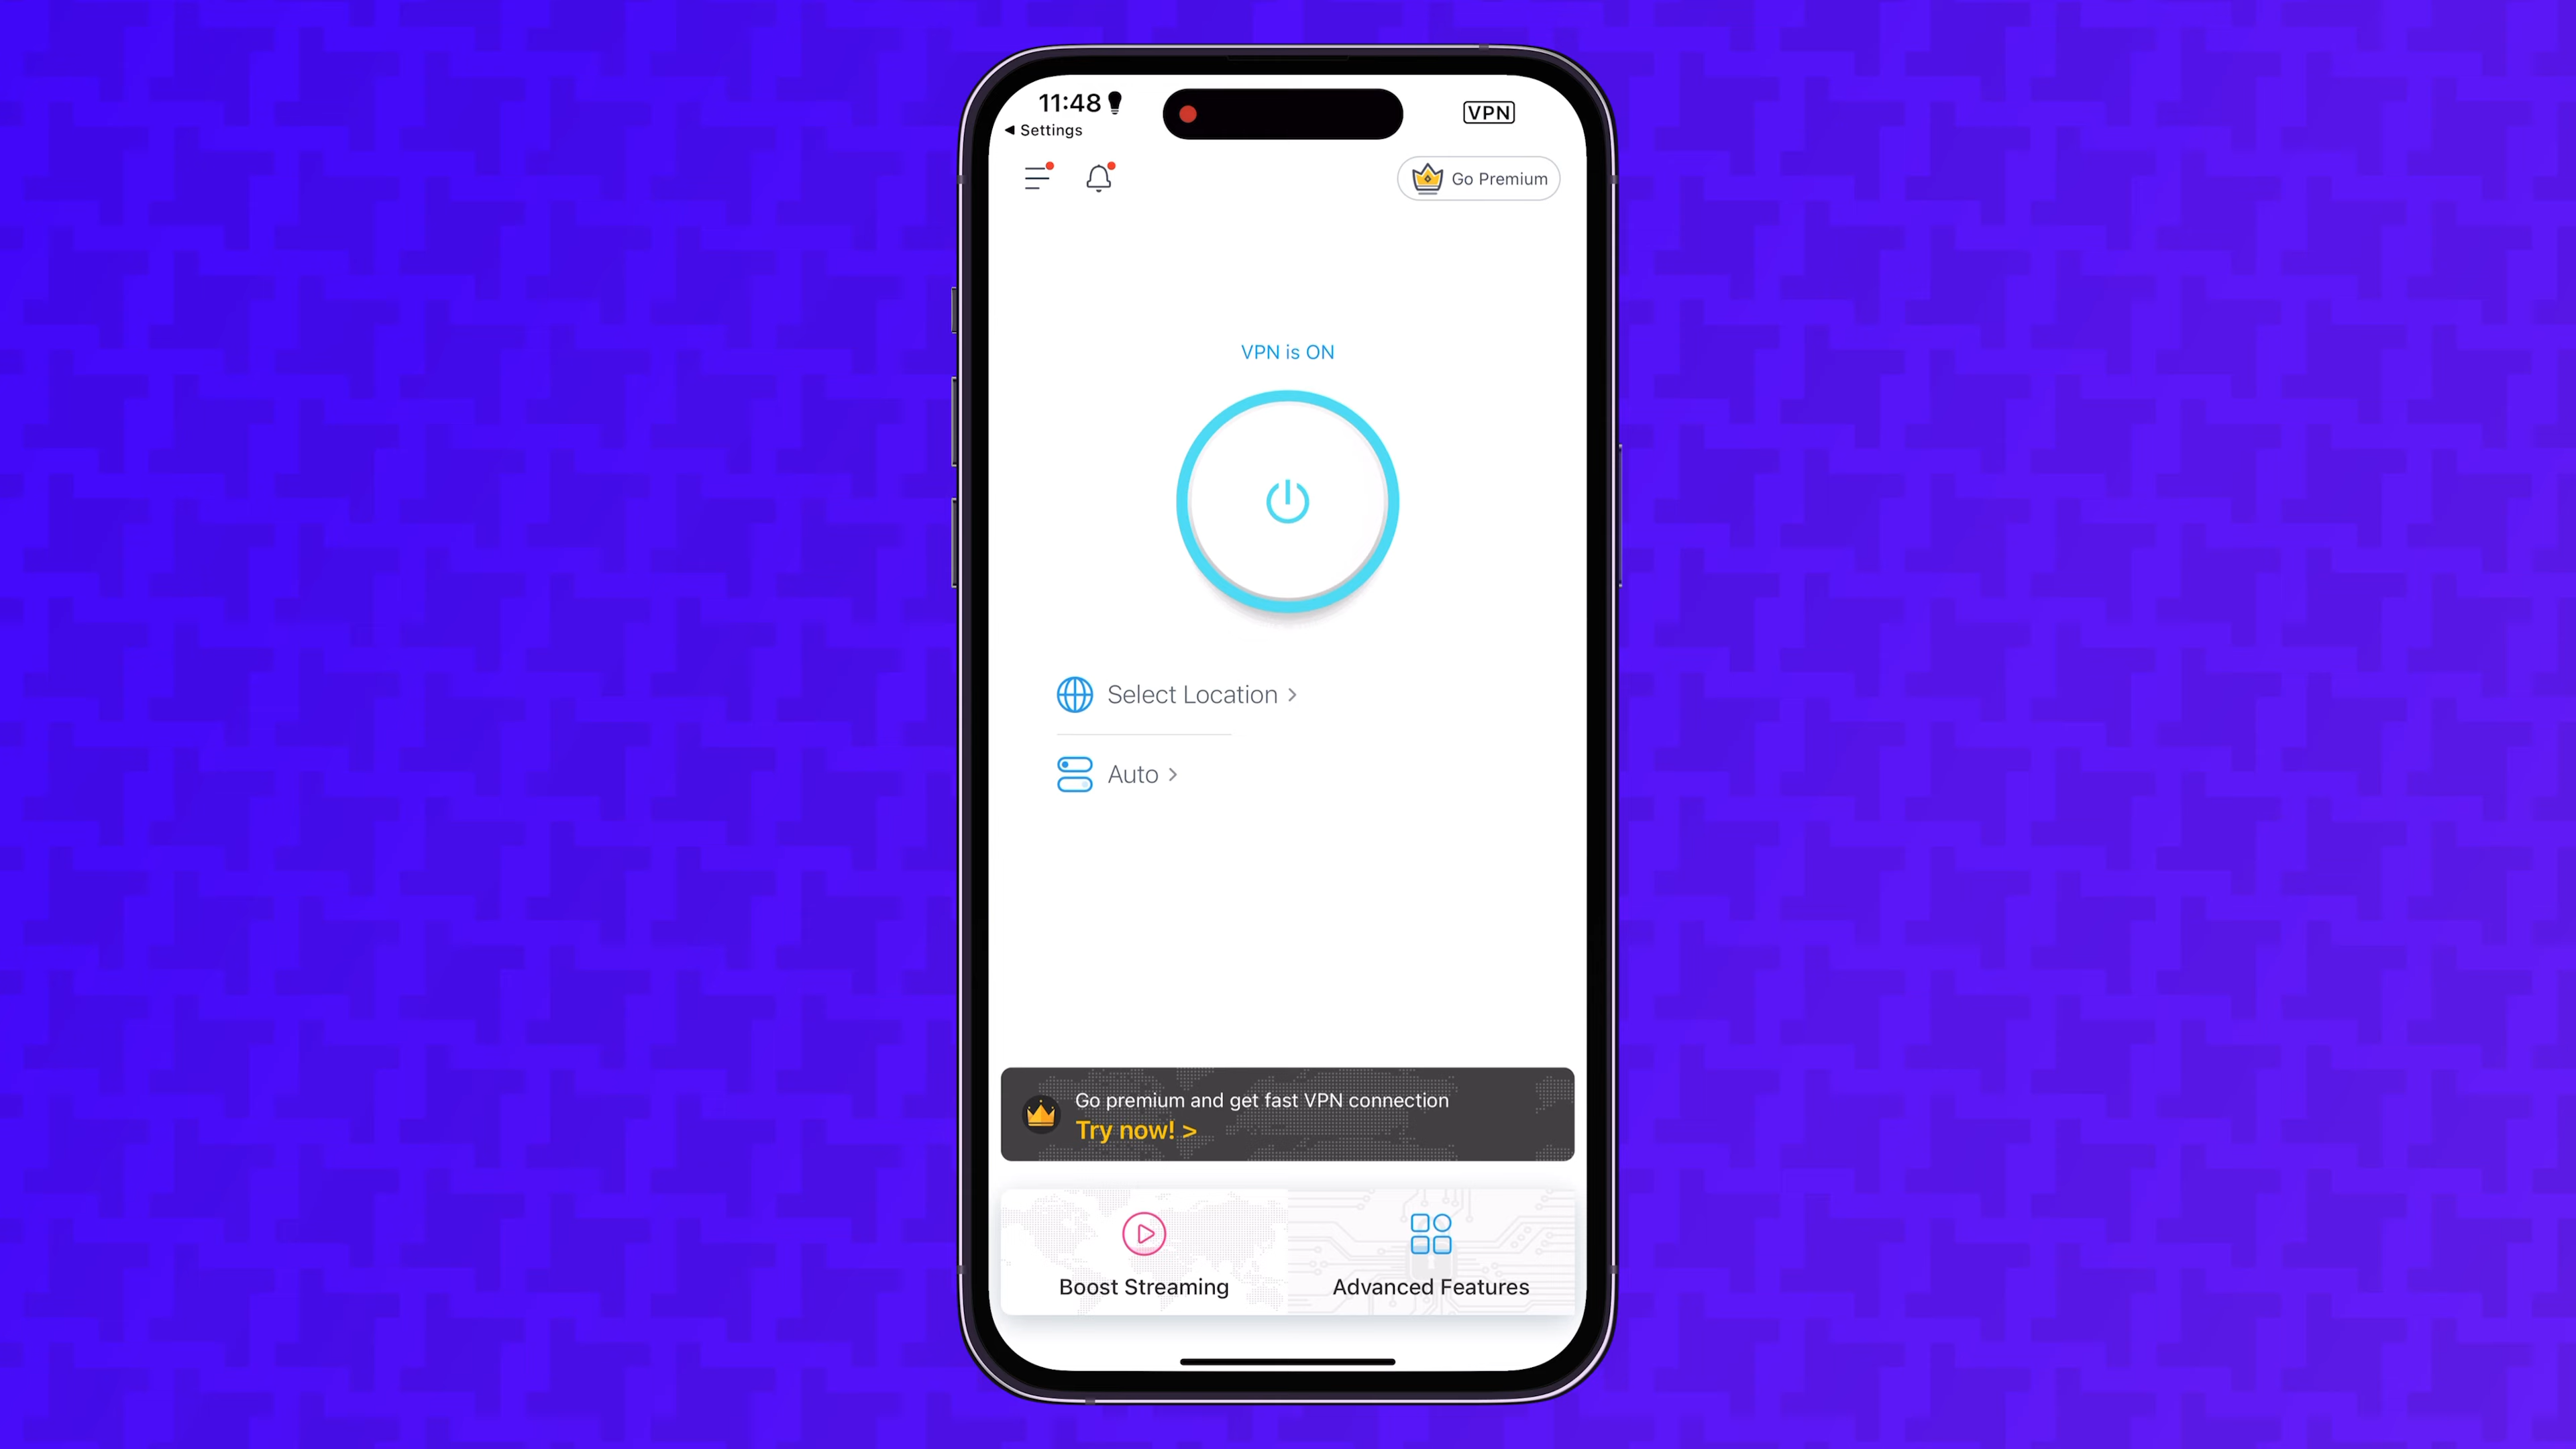 11:48
VPN
◀ Settings
Go Premium
VPN is ON
Select Location >
Auto >
Go premium and get fast VPN connection
Try now! >
Boost Streaming
Advanced Features